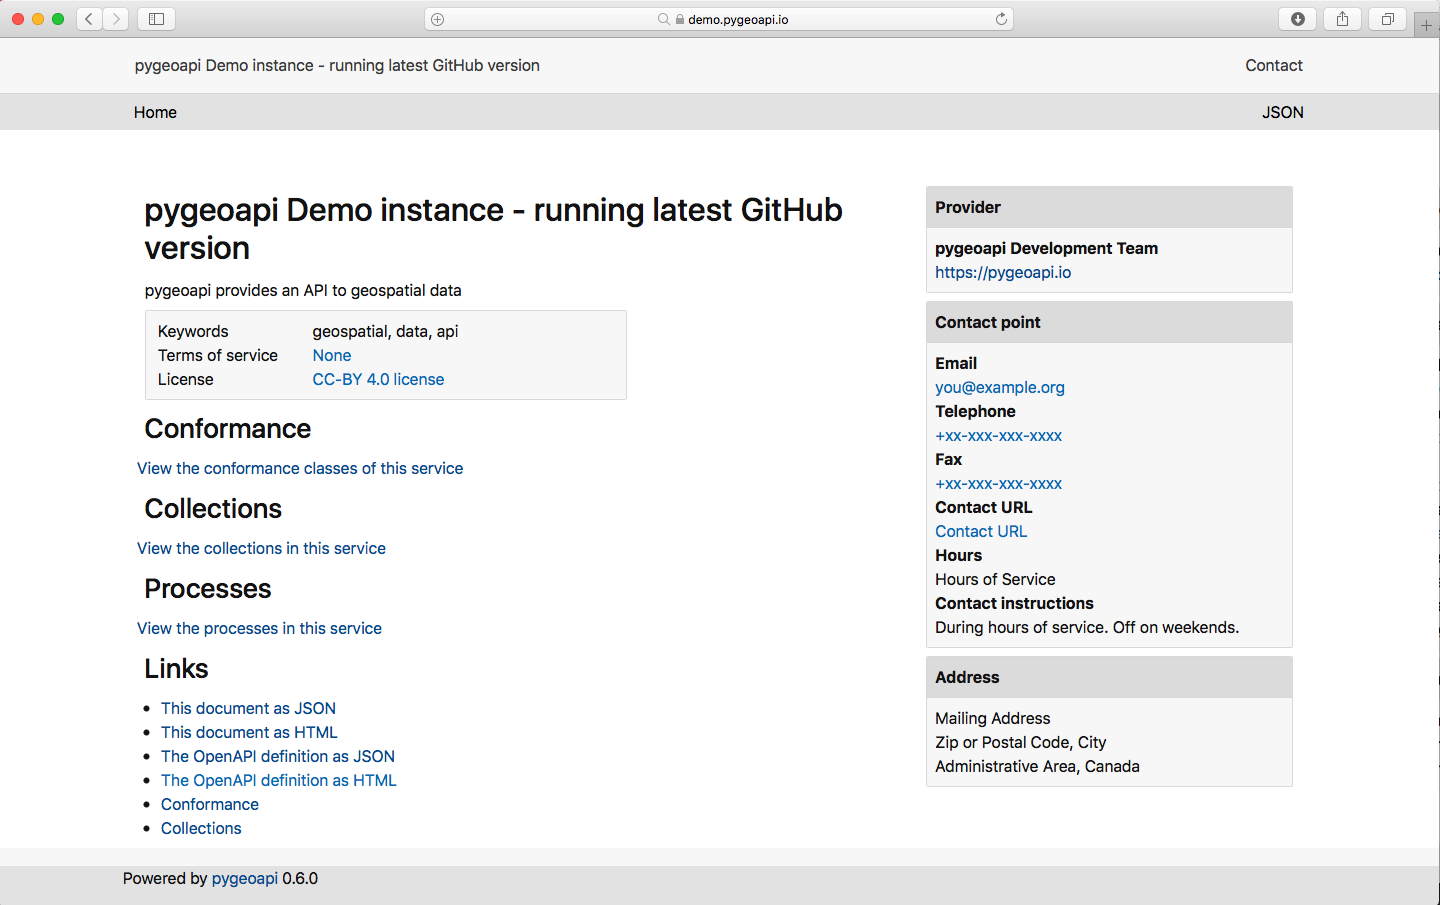 demo.pygeoapi.io
pygeoapi Demo instance - running latest GitHub version
Contact
Home
JSON
pygeoapi Demo instance - running latest GitHub
version
pygeoapi provides an API to geospatial data
Keywords geospatial, data, api
Terms of service None
License CC-BY 4.0 license
Conformance
View the conformance classes of this service
Collections
View the collections in this service
Processes
View the processes in this service
Links
This document as JSON
This document as HTML
The OpenAPI definition as JSON
The OpenAPI definition as HTML
Conformance
Collections
Provider
pygeoapi Development Team
https://pygeoapi.io
Contact point
Email
you@example.org
Telephone
+xx-xxx-xxx-xxxx
Fax
+xx-xxx-xxx-xxxx
Contact URL
Contact URL
Hours
Hours of Service
Contact instructions
During hours of service. Off on weekends.
Address
Mailing Address
Zip or Postal Code, City
Administrative Area, Canada
Powered by pygeoapi 0.6.0